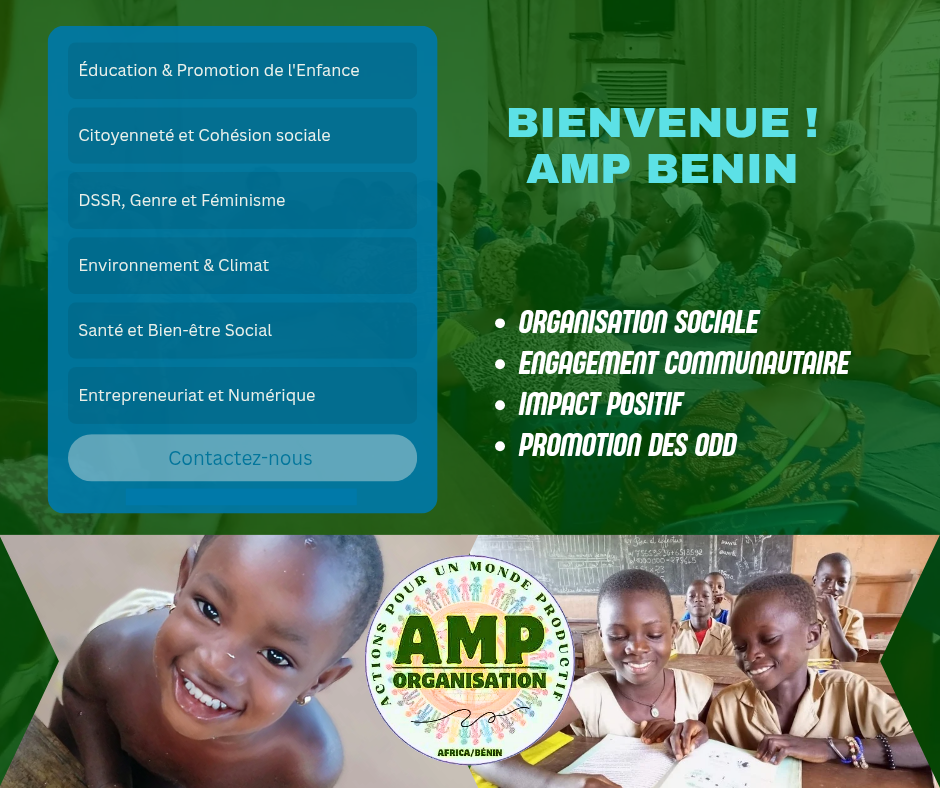 Éducation & Promotion de l'Enfance
Citoyenneté et Cohésion sociale
DSSR, Genre et Féminisme
Environnement & Climat
Santé et Bien-être Social
Entrepreneuriat et Numérique
Contactez-nous
BIENVENUE !
AMP BENIN
ORGANISATION SOCIALE
ENGAGEMENT COMMUNAUTAIRE
IMPACT POSITIF
PROMOTION DES ODD
ACTIONS POUR UN MONDE PRODUCTIF
AMP
ORGANISATION
AFRICA/BÉNIN